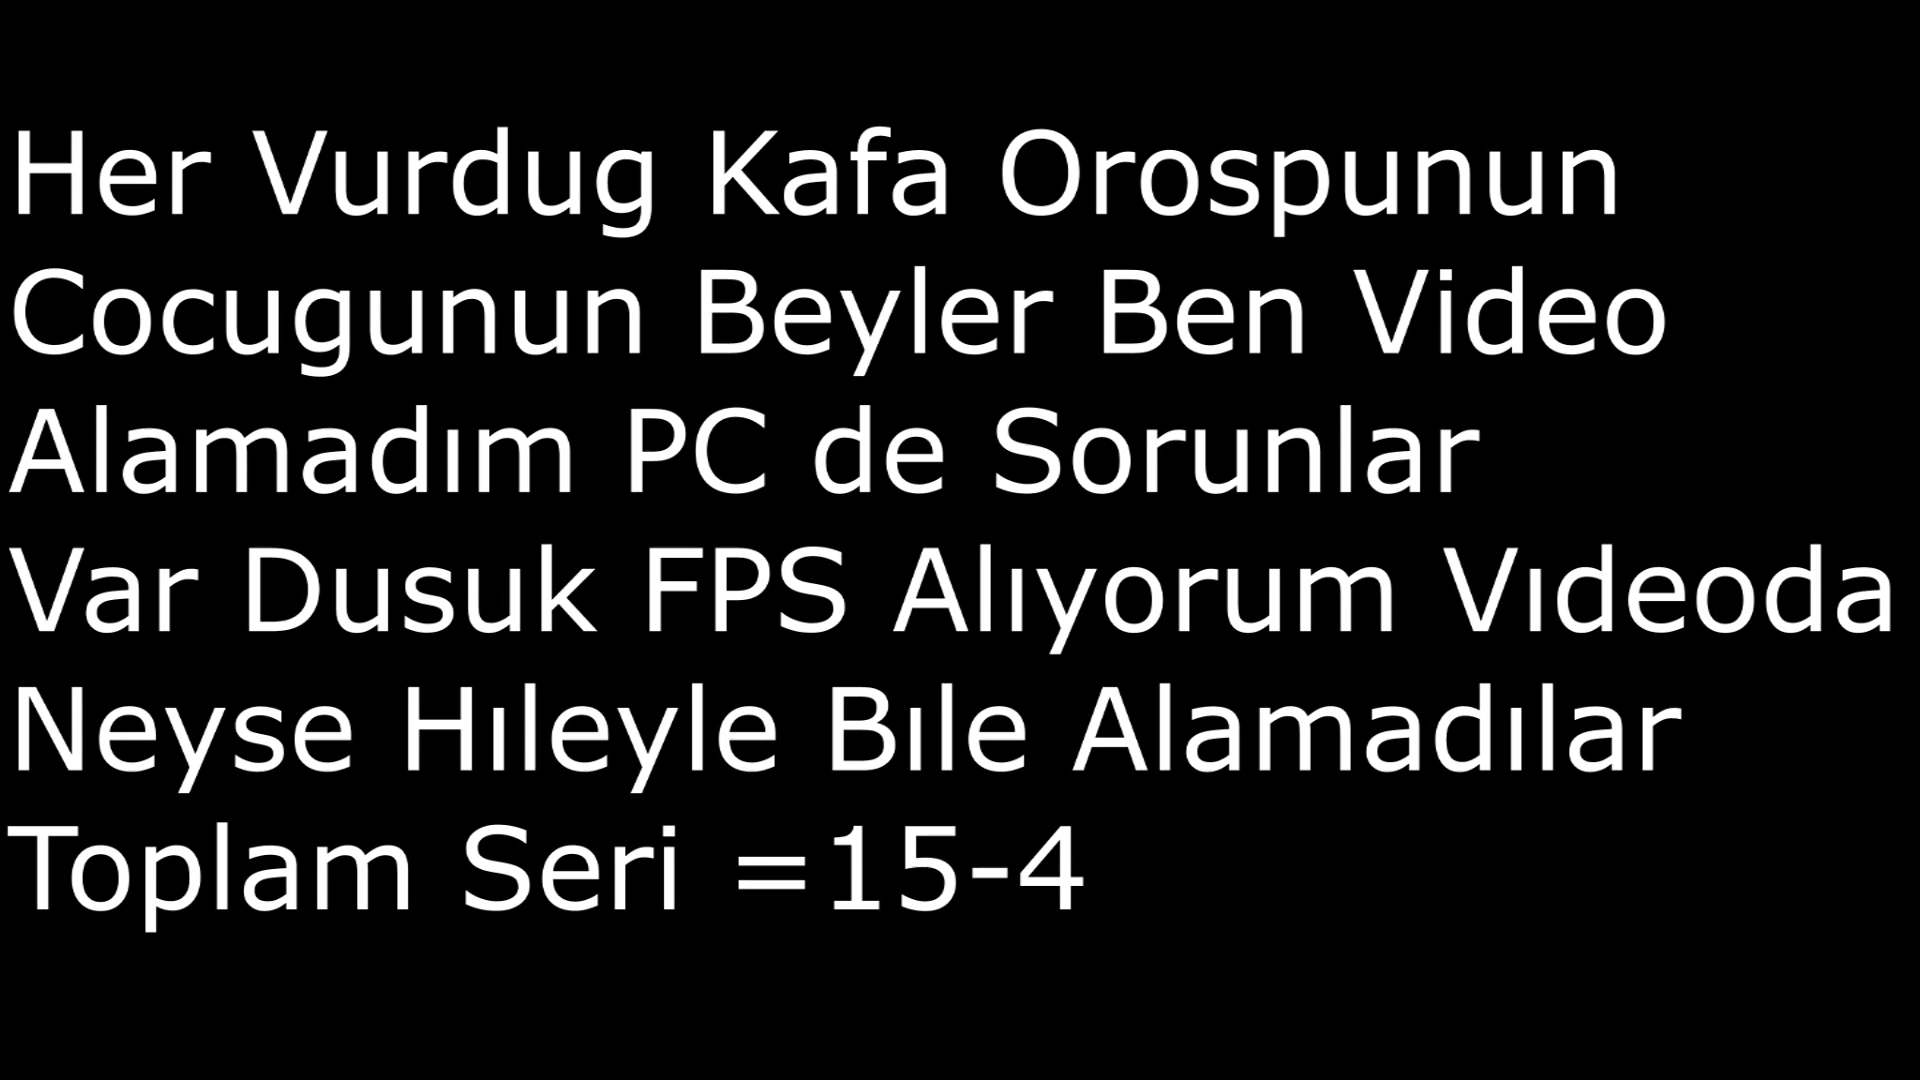 Her Vurdug Kafa Orospunun
Cocugunun Beyler Ben Video
Alamadım PC de Sorunlar
Var Dusuk FPS Alıyorum Vıdeoda
Neyse Hıleyle Bıle Alamadılar
Toplam Seri =15-4